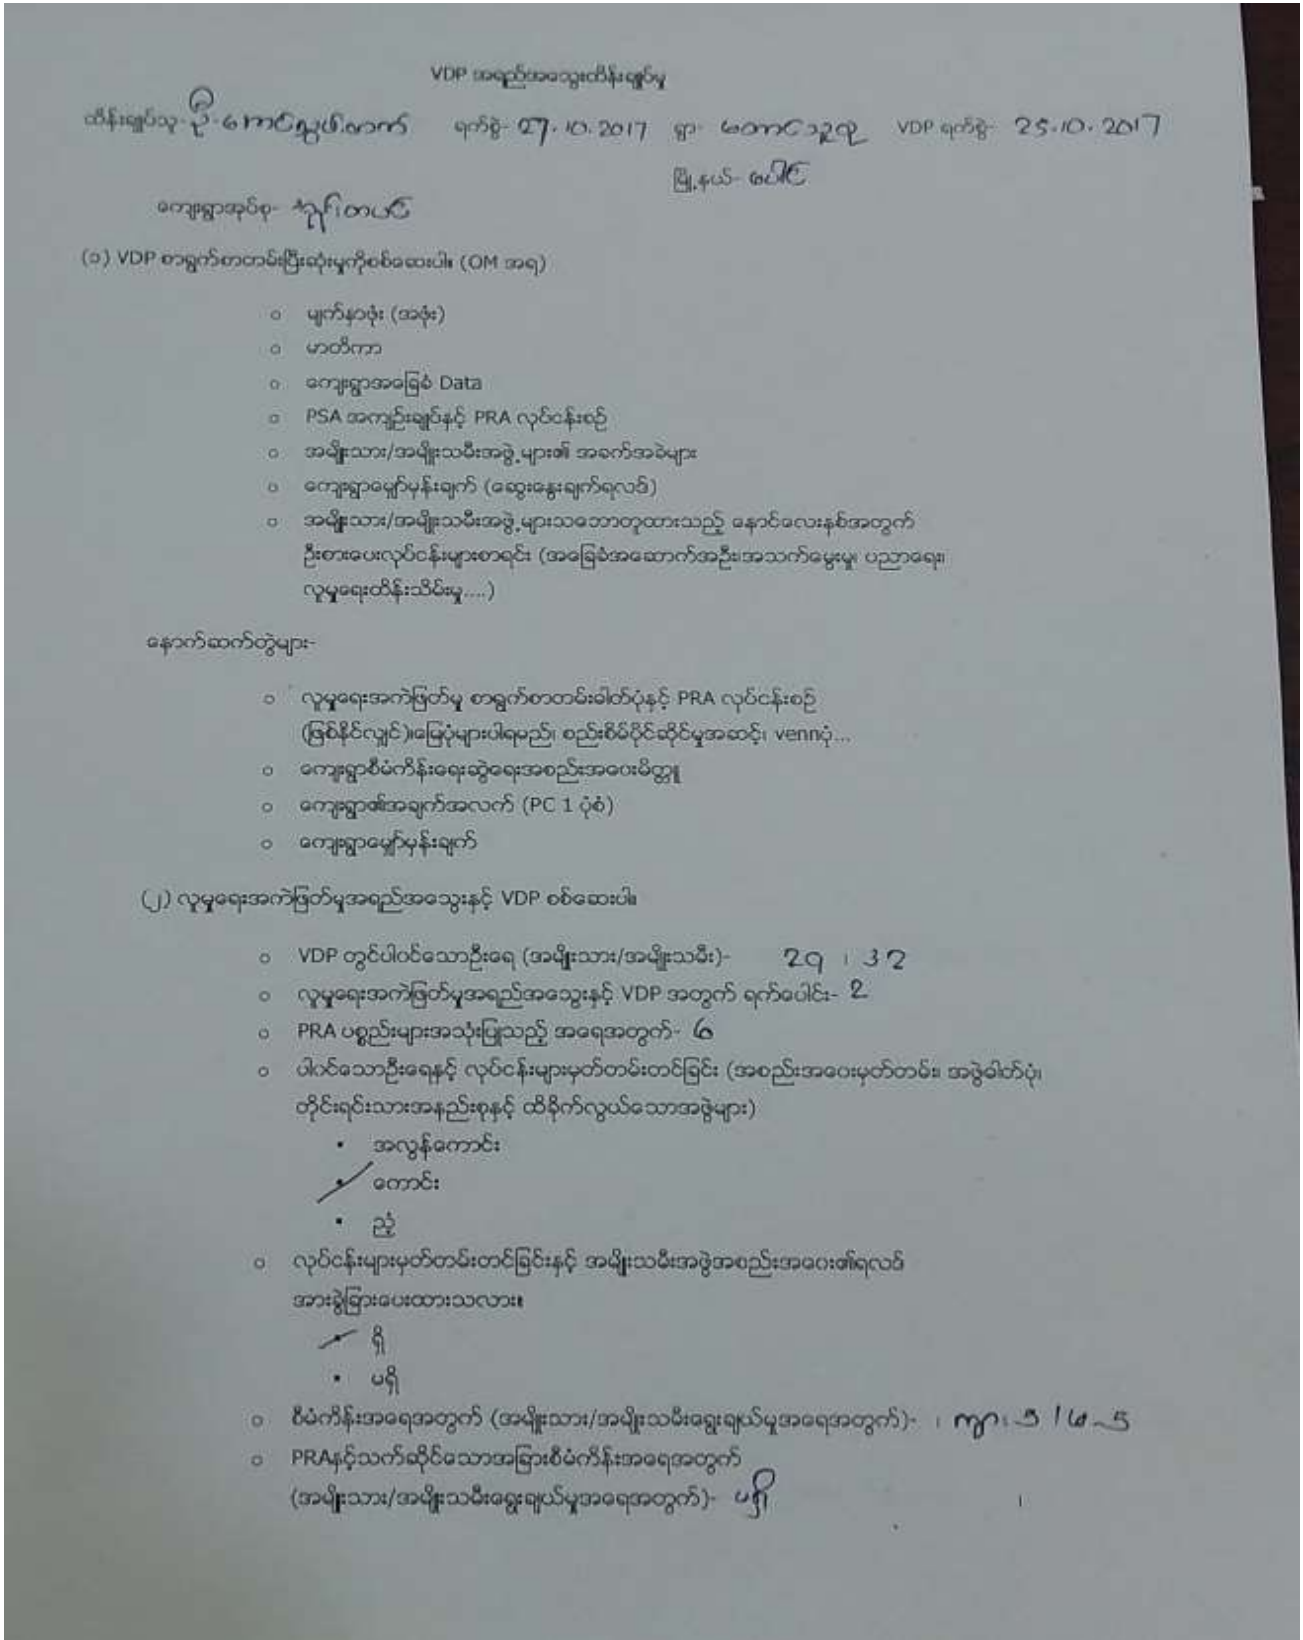 VDP အရည်အသွေးထိန်းချုပ်မှု
ထိန်းချုပ်သူ- ဦး ရက်စွဲ- 27.10.2017 ရွာ- တောင်သူလူ VDP ရက်စွဲ- 25.10.2017
မြို့နယ်- ပေါင်
ကျေးရွာအုပ်စု-
(၁) VDP စာရွက်စာတမ်းပြီးဆုံးမှုကိုစစ်ဆေးပါ။ (OM အရ)
o မျက်နှာဖုံး (အဖုံး)
o မာတိကာ
o ကျေးရွာအခြေခံ Data
o PSA အကျဉ်းချုပ်နှင့် PRA လုပ်ငန်းစဉ်
o အမျိုးသား/အမျိုးသမီးအဖွဲ့များ၏ အခက်အခဲများ
o ကျေးရွာမျှော်မှန်းချက် (ဆွေးနွေးချက်ရလဒ်)
o အမျိုးသား/အမျိုးသမီးအဖွဲ့များသဘောတူထားသည့် နောင်လေးနှစ်အတွက်
ဦးစားပေးလုပ်ငန်းများစာရင်း (အခြေခံအဆောက်အဦး၊အသက်မွေးမှု၊ ပညာရေး၊
လူမှုရေးထိန်းသိမ်းမှု....)
နောက်ဆက်တွဲများ-
o လူမှုရေးအကဲဖြတ်မှု စာရွက်စာတမ်းဓါတ်ပုံနှင့် PRA လုပ်ငန်းစဉ်
(ဖြစ်နိုင်လျှင်)၊မြေပုံများပါရမည်၊ စည်းစိမ်ပိုင်ဆိုင်မှုအဆင့်၊ vennပုံ...
o ကျေးရွာစီမံကိန်းရေးဆွဲရေးအစည်းအဝေးမိတ္တူ
o ကျေးရွာ၏အချက်အလက် (PC 1 ပုံစံ)
o ကျေးရွာမျှော်မှန်းချက်
(၂) လူမှုရေးအကဲဖြတ်မှုအရည်အသွေးနှင့် VDP စစ်ဆေးပါ။
o VDP တွင်ပါဝင်သောဦးရေ (အမျိုးသား/အမျိုးသမီး)- 29 ၊ 32
o လူမှုရေးအကဲဖြတ်မှုအရည်အသွေးနှင့် VDP အတွက် ရက်ပေါင်း- 2
o PRA ပစ္စည်းများအသုံးပြုသည့် အရေအတွက်- ၆
o ပါဝင်သောဦးရေနှင့် လုပ်ငန်းများမှတ်တမ်းတင်ခြင်း (အစည်းအဝေးမှတ်တမ်း၊ အဖွဲ့ဓါတ်ပုံ၊
တိုင်းရင်းသားအနည်းစုနှင့် ထိခိုက်လွယ်သောအဖွဲများ)
▪ အလွန်ကောင်း
▪ ကောင်း
▪ ညံ့
o လုပ်ငန်းများမှတ်တမ်းတင်ခြင်းနှင့် အမျိုးသမီးအဖွဲအစည်းအဝေး၏ရလဒ်
အားခွဲခြားပေးထားသလား။
▪ ရှိ
▪ မရှိ
o စီမံကိန်းအရေအတွက် (အမျိုးသား/အမျိုးသမီးရွေးချယ်မှုအရေအတွက်)- ကျား 5 / မ-5
o PRAနှင့်သက်ဆိုင်သောအခြားစီမံကိန်းအရေအတွက်
(အမျိုးသား/အမျိုးသမီးရွေးချယ်မှုအရေအတွက်)- မရှိ